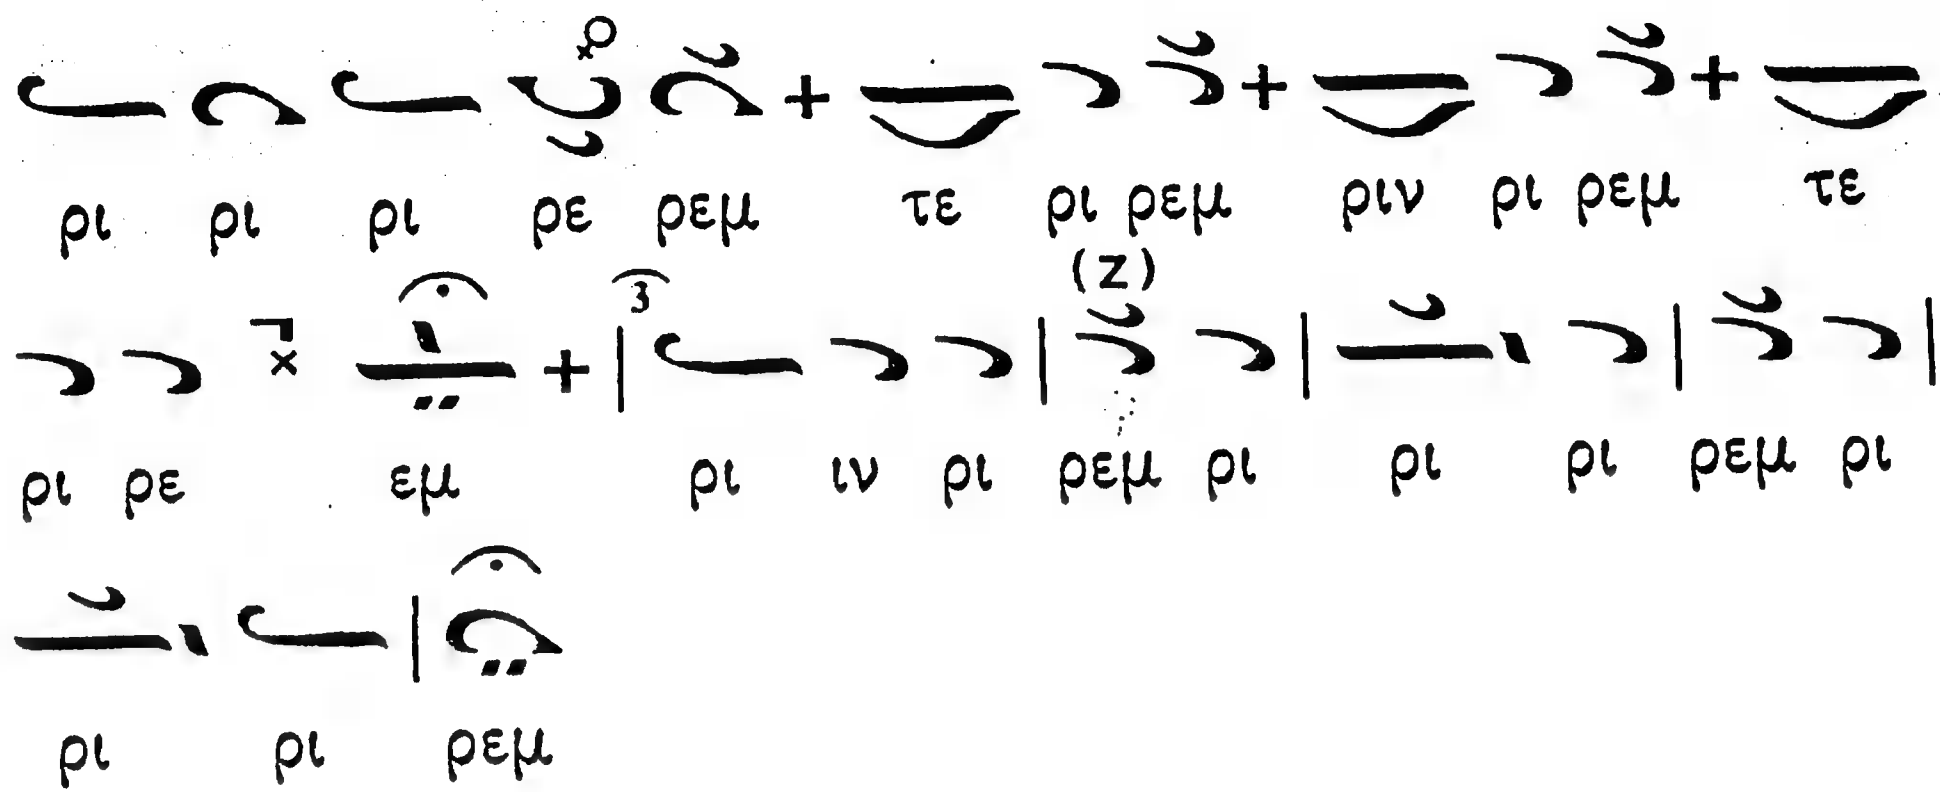 ρι ρι ρι ρε ρεμ τε ρι ρεμ ριν ρι ρεμ τε
(Ζ)
ρι ρε εμ ρι ιν ρι ρεμ ρι ρι ρι ρεμ ρι
ρι ρι ρεμ